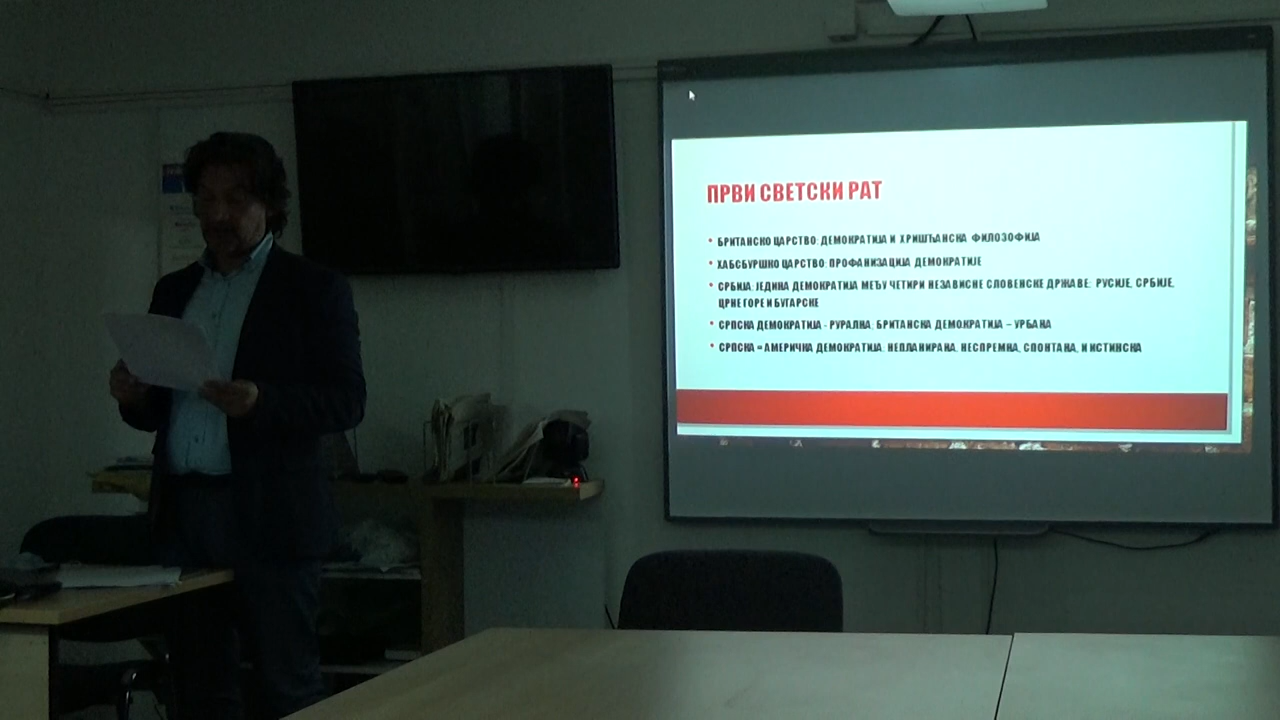 ПРВИ СВЕТСКИ РАТ
• БРИТАНСКО ЦАРСТВО: ДЕМОКРАТИЈА И ХРИШЋАНСКА ФИЛОЗОФИЈА
• ХАБСБУРШКО ЦАРСТВО: ПРОФАНИЗАЦИЈА ДЕМОКРАТИЈЕ
• СРБИЈА: ЈЕДИНА ДЕМОКРАТИЈА МЕЂУ ЧЕТИРИ НЕЗАВИСНЕ СЛОВЕНСКЕ ДРЖАВЕ: РУСИЈЕ, СРБИЈЕ,
ЦРНЕ ГОРЕ И БУГАРСКЕ
• СРПСКА ДЕМОКРАТИЈА - РУРАЛНА; БРИТАНСКА ДЕМОКРАТИЈА – УРБАНА
• СРПСКА = АМЕРИЧКА ДЕМОКРАТИЈА: НЕПЛАНИРАНА, НЕСПРЕМНА, СПОНТАНА, И ИСТИНСКА